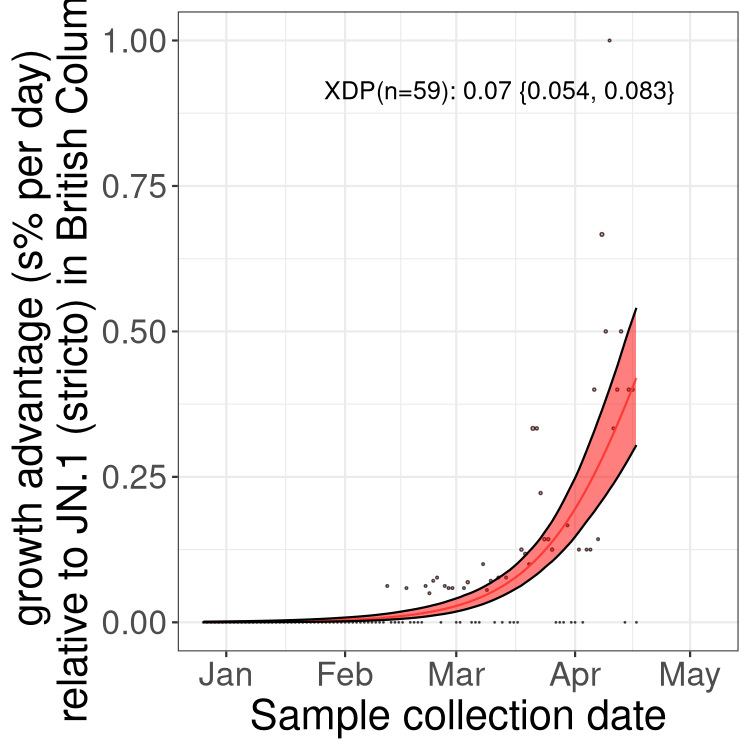 growth advantage (s% per day)
relative to JN.1 (stricto) in British Colum
1.00
0.75
0.50
0.25
0.00
XDP(n=59): 0.07 {0.054, 0.083}
Jan Feb Mar Apr May
Sample collection date